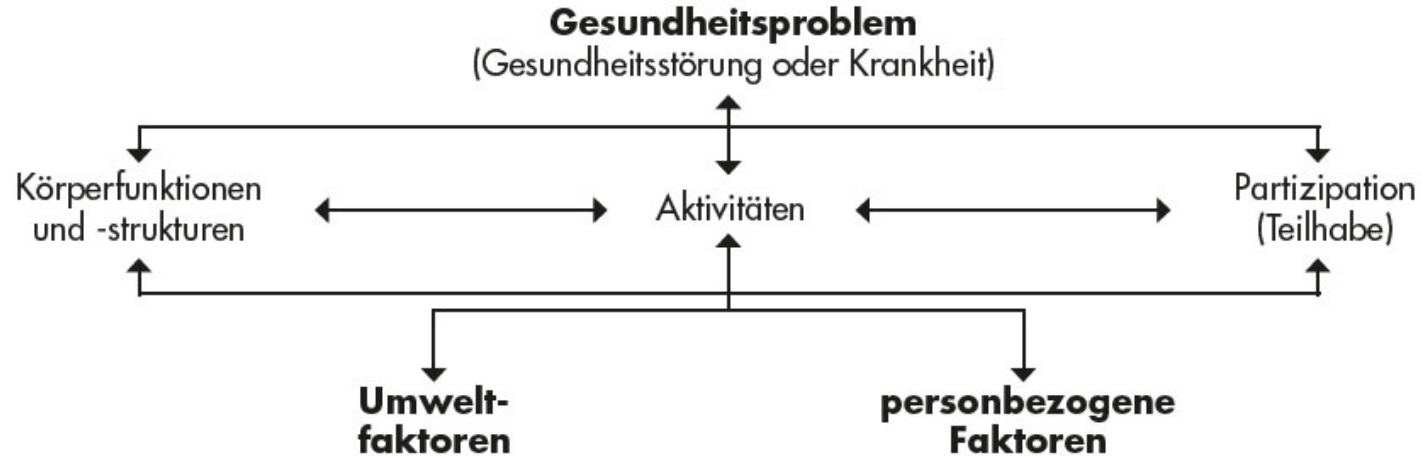 Gesundheitsproblem
(Gesundheitsstörung oder Krankheit)
Körperfunktionen
und -strukturen
Aktivitäten
Partizipation
(Teilhabe)
Umwelt-
faktoren
personbezogene
Faktoren